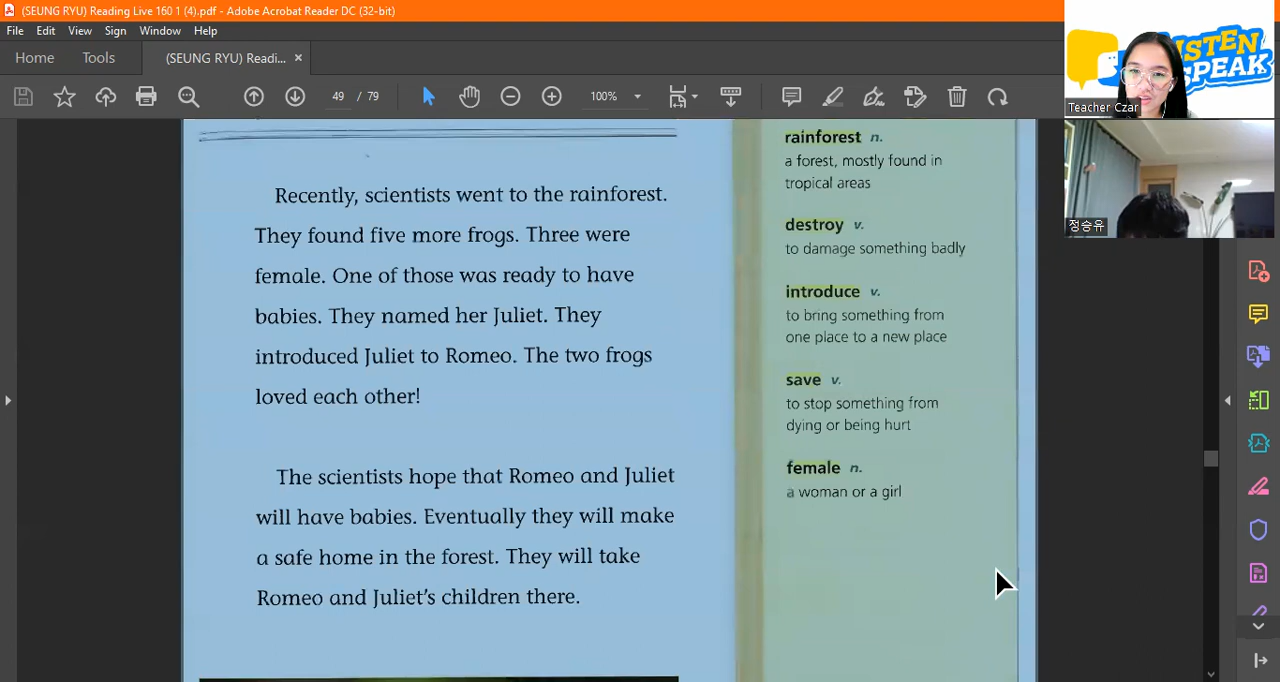 (SEUNG RYU) Reading Live 160 1 (4).pdf - Adobe Acrobat Reader DC (32-bit)
File Edit View Sign Window Help
Home Tools (SEUNG RYU) Readi... ×
49 / 79 100%
Recently, scientists went to the rainforest.
They found five more frogs. Three were
female. One of those was ready to have
babies. They named her Juliet. They
introduced Juliet to Romeo. The two frogs
loved each other!
The scientists hope that Romeo and Juliet
will have babies. Eventually they will make
a safe home in the forest. They will take
Romeo and Juliet's children there.
rainforest n.
a forest, mostly found in
tropical areas
destroy v.
to damage something badly
introduce v.
to bring something from
one place to a new place
save v.
to stop something from
dying or being hurt
female n.
a woman or a girl
SPEAK
Teacher Czar
정승유